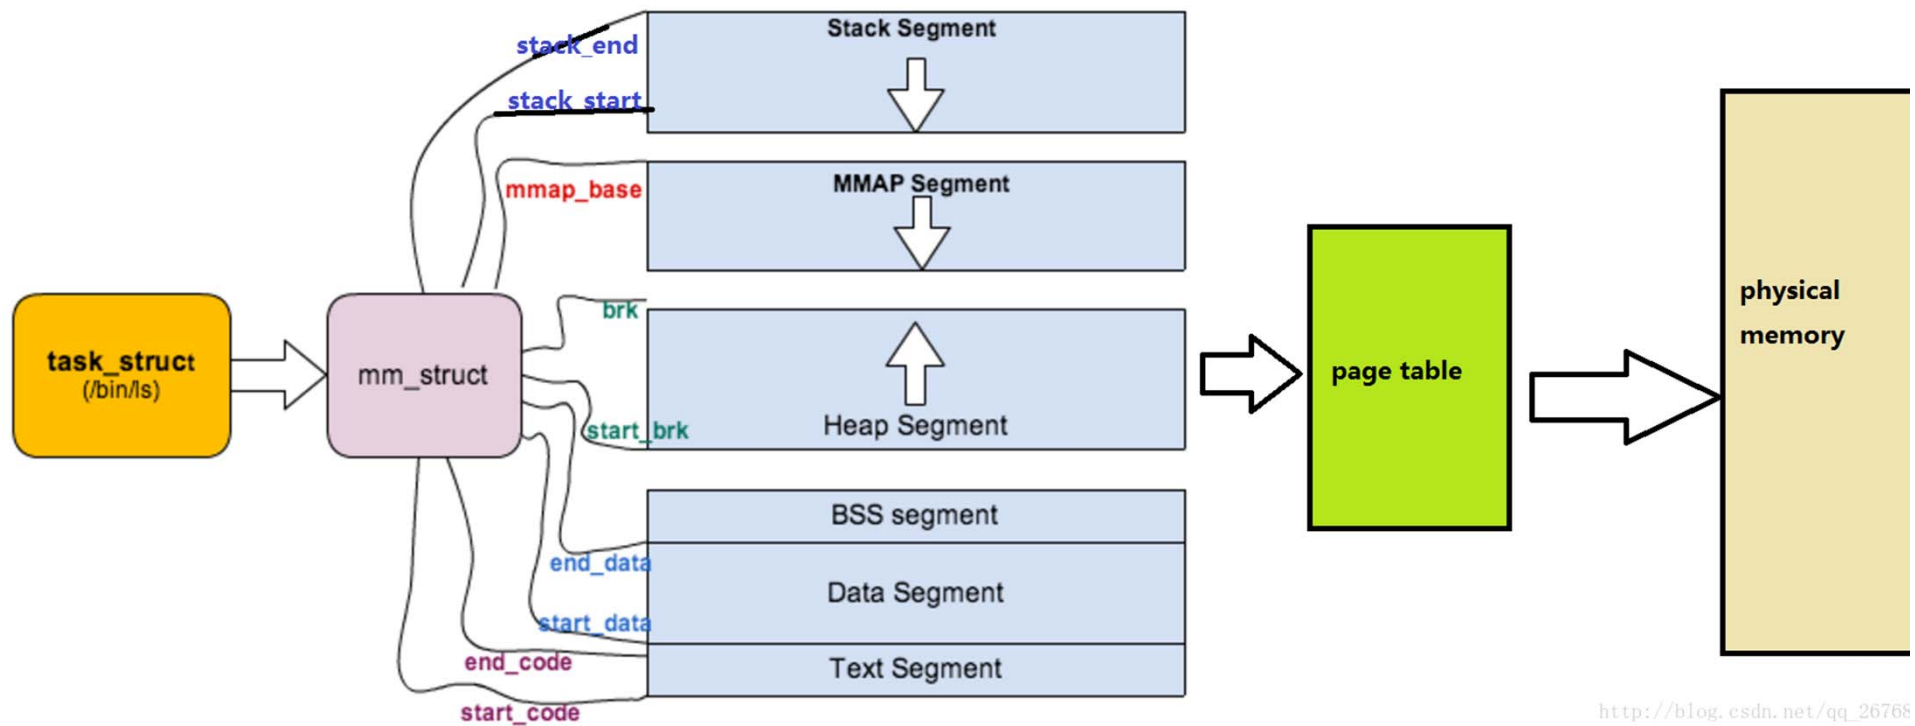 stack_end
Stack Segment
stack_start
mmap_base
MMAP Segment
brk
task_struct
(/bin/ls)
mm_struct
start_brk
Heap Segment
BSS segment
end_data
Data Segment
start_data
end_code
Text Segment
start_code
page table
physical
memory
http://blog.csdn.net/qq_26768